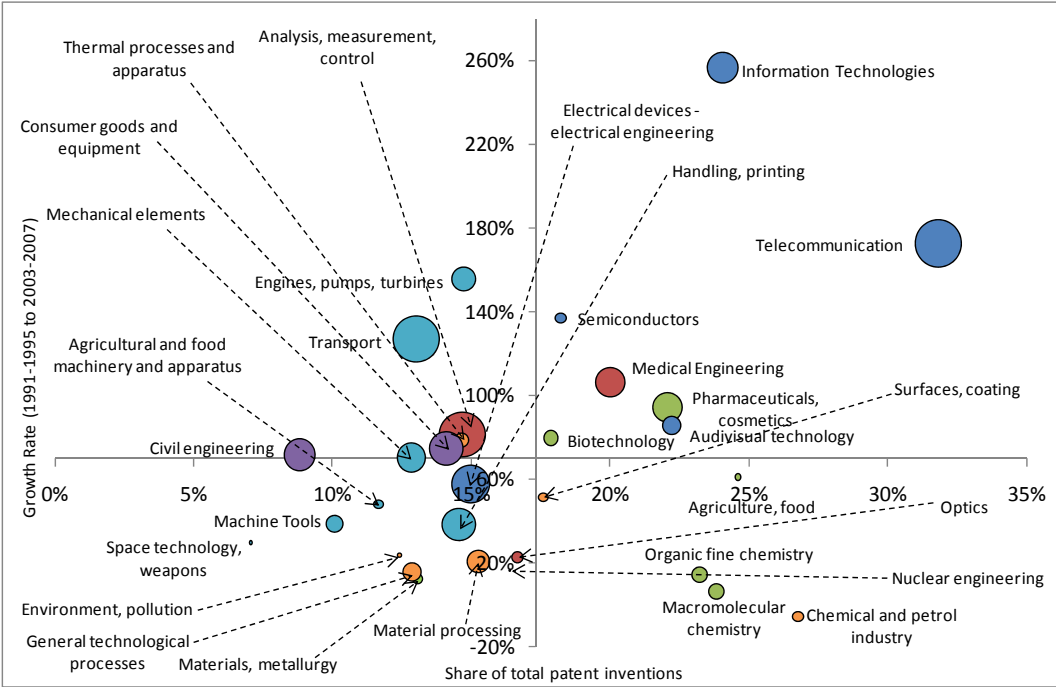 Thermal processes and
apparatus
Analysis, measurement,
control
260%
Information Technologies
Consumer goods and
equipment
Electrical devices -
electrical engineering
220%
Handling, printing
Mechanical elements
180%
Telecommunication
Engines, pumps, turbines
140%
Semiconductors
Agricultural and food
machinery and apparatus
Transport
100%
Medical Engineering
Surfaces, coating
Pharmaceuticals,
cosmetics
Civil engineering
Biotechnology
Audivisual technology
60%
0%
5%
10%
15%
20%
25%
30%
35%
Machine Tools
Agriculture, food
Optics
Space technology,
weapons
20%
Organic fine chemistry
Nuclear engineering
Environment, pollution
Material processing
Macromolecular
chemistry
Chemical and petrol
industry
General technological
processes
Materials, metallurgy
-20%
Share of total patent inventions
Growth Rate (1991-1995 to 2003-2007)